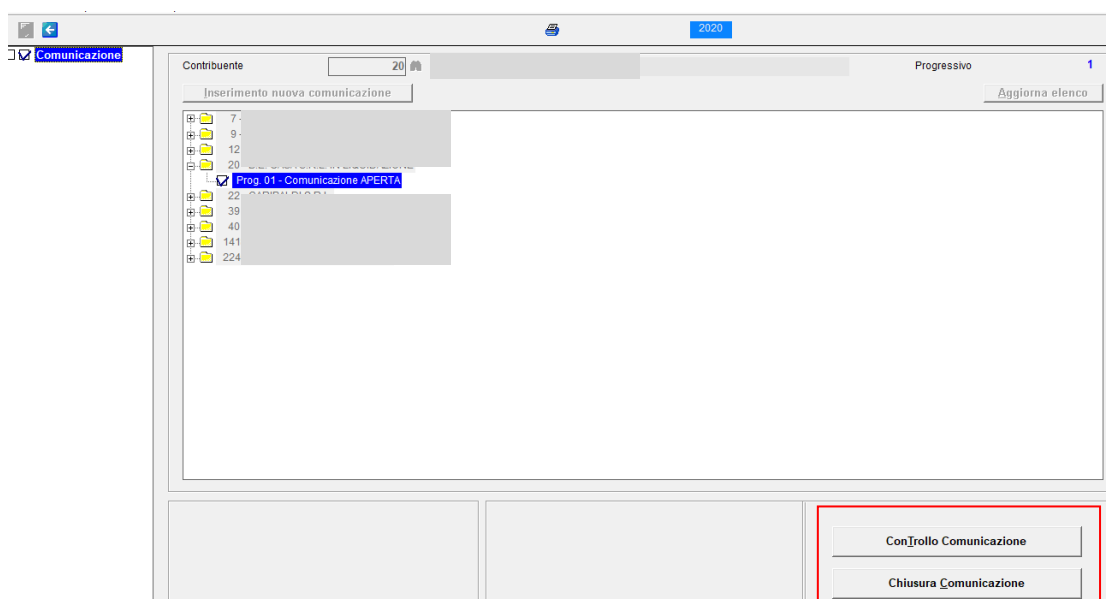 2020
Comunicazione
Contribuente 20 Progressivo 1
Inserimento nuova comunicazione Aggiorna elenco
7 -
9 -
12
20
Prog. 01 - Comunicazione APERTA
22
39
40
141
224
ConTrollo Comunicazione
Chiusura Comunicazione